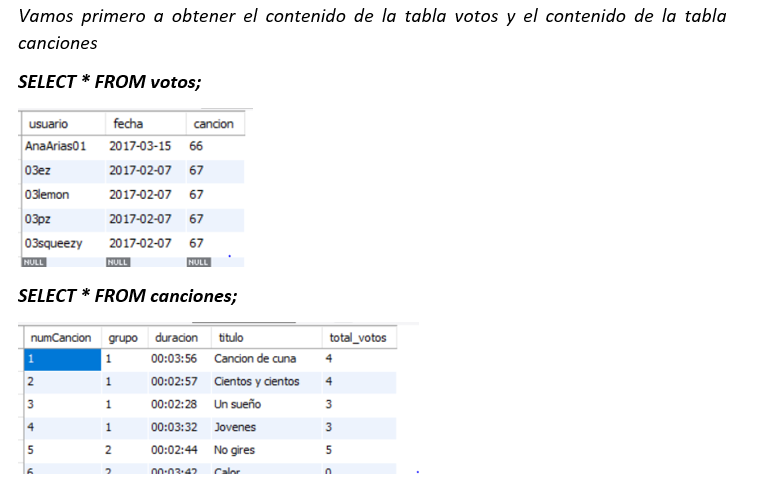 Vamos primero a obtener el contenido de la tabla votos y el contenido de la tabla
canciones
SELECT * FROM votos;
usuario fecha cancion
AnaArias01 2017-03-15 66
03ez 2017-02-07 67
03lemon 2017-02-07 67
03pz 2017-02-07 67
03squeezy 2017-02-07 67
NULL NULL NULL
SELECT * FROM canciones;
numCancion grupo duracion titulo total_votos
1 1 00:03:56 Cancion de cuna 4
2 1 00:02:57 Cientos y cientos 4
3 1 00:02:28 Un sueño 3
4 1 00:03:32 Jovenes 3
5 2 00:02:44 No gires 5
6 2 00:03:42 Calor 0